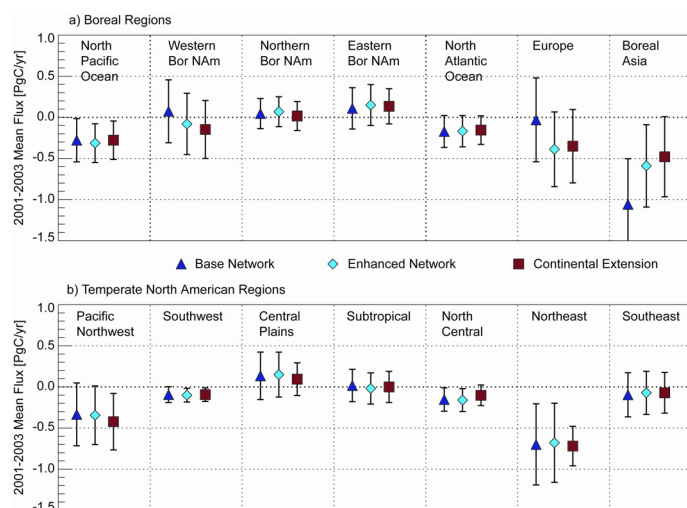 a) Boreal Regions
2001-2003 Mean Flux [PgC/yr]
1.0
0.5
0.0
-0.5
-1.0
-1.5
North
Pacific
Ocean
Western
Bor NAm
Northern
Bor NAm
Eastern
Bor NAm
North
Atlantic
Ocean
Europe
Boreal
Asia
Base Network
Enhanced Network
Continental Extension
b) Temperate North American Regions
2001-2003 Mean Flux [PgC/yr]
1.0
0.5
0.0
-0.5
-1.0
-1.5
Pacific
Northwest
Southwest
Central
Plains
Subtropical
North
Central
Northeast
Southeast